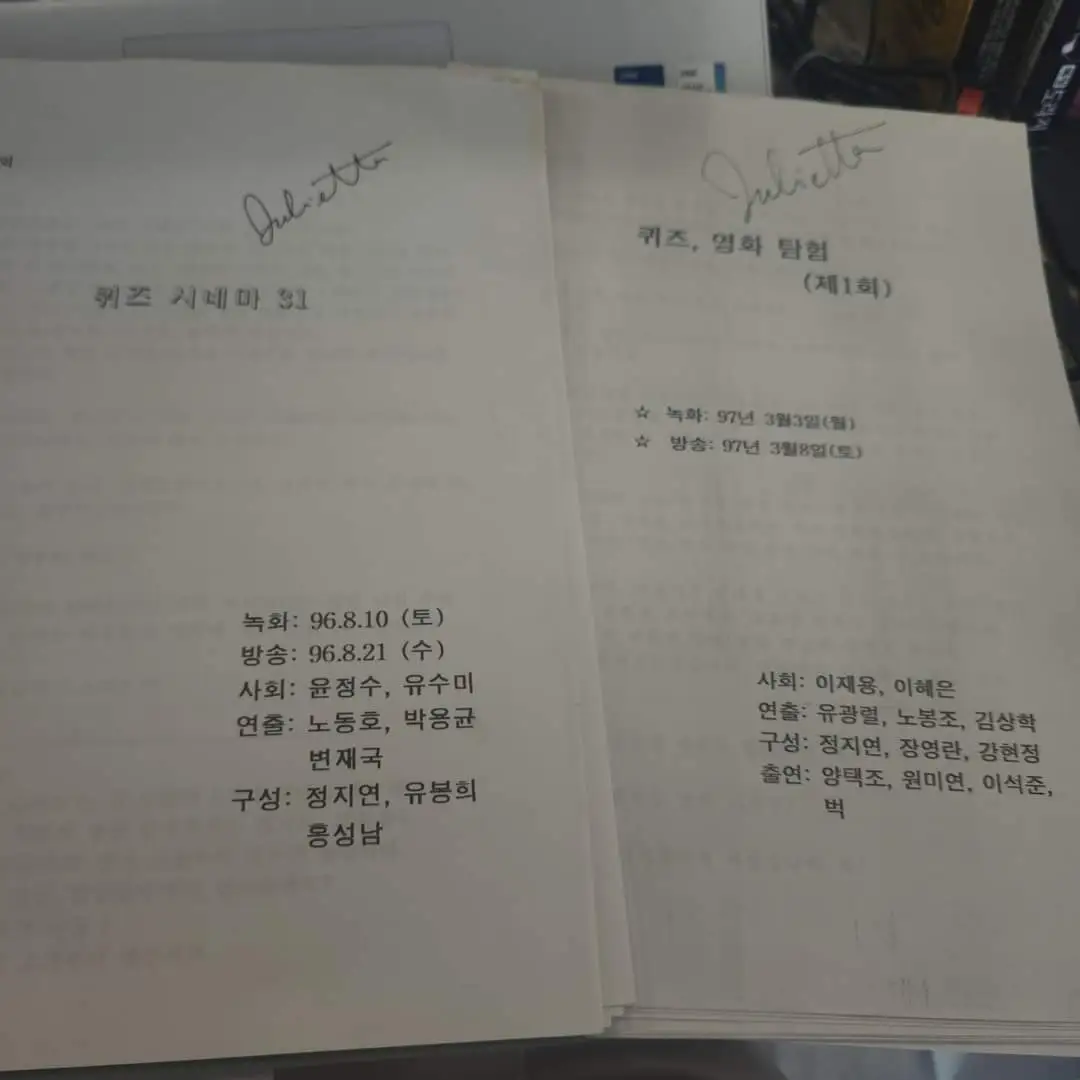 Julietta
퀴즈 시네마 31
녹화: 96.8.10 (토)
방송: 96.8.21 (수)
사회: 윤정수, 유수미
연출: 노동호, 박용균
변재국
구성: 정지연, 유봉희
홍성남
Julietta
퀴즈, 영화 탐험
(제1회)
☆ 녹화: 97년 3월3일(월)
☆ 방송: 97년 3월8일(토)
사회: 이재용, 이혜은
연출: 유광렬, 노봉조, 김상학
구성: 정지연, 장영란, 강현정
출연: 양택조, 원미연, 이석준,
벅